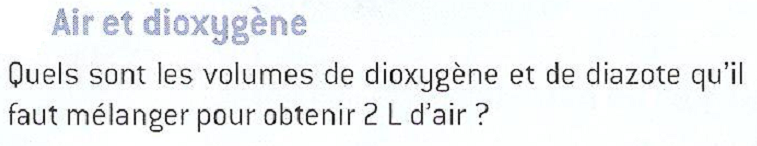 Air et dioxygène
Quels sont les volumes de dioxygène et de diazote qu'il
faut mélanger pour obtenir 2 L d'air ?